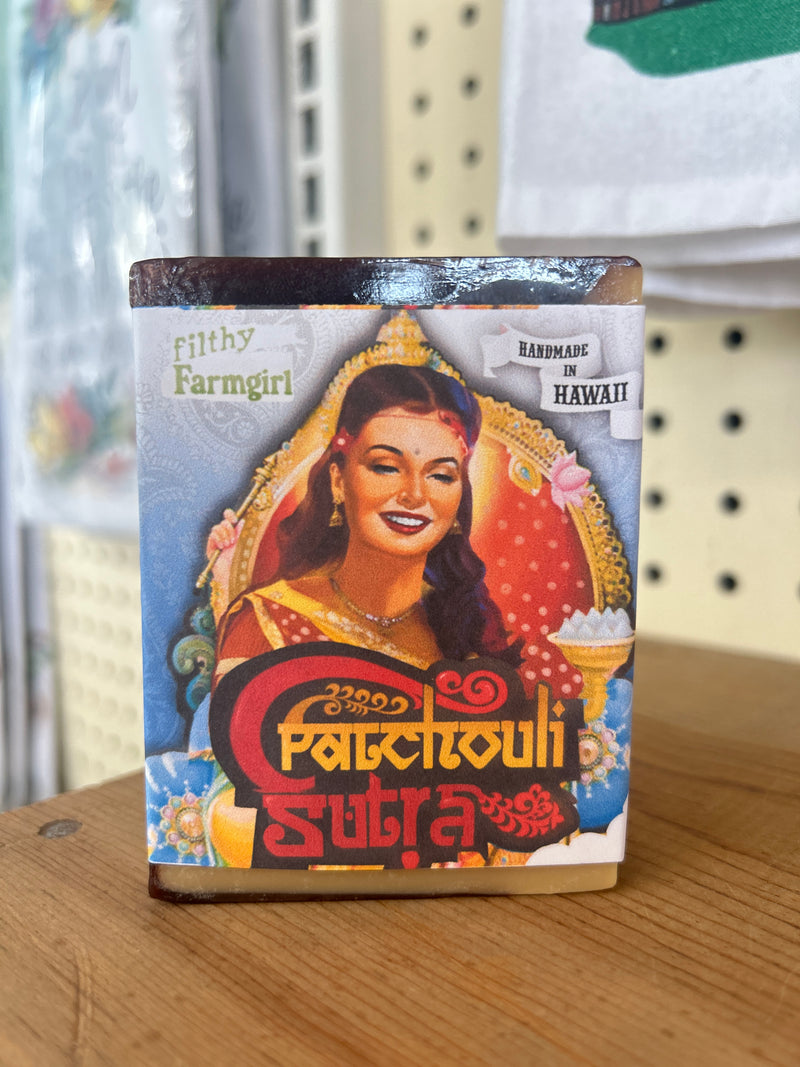 filthy
Farmgirl
HANDMADE
IN
HAWAII
Patchouli
Sutra